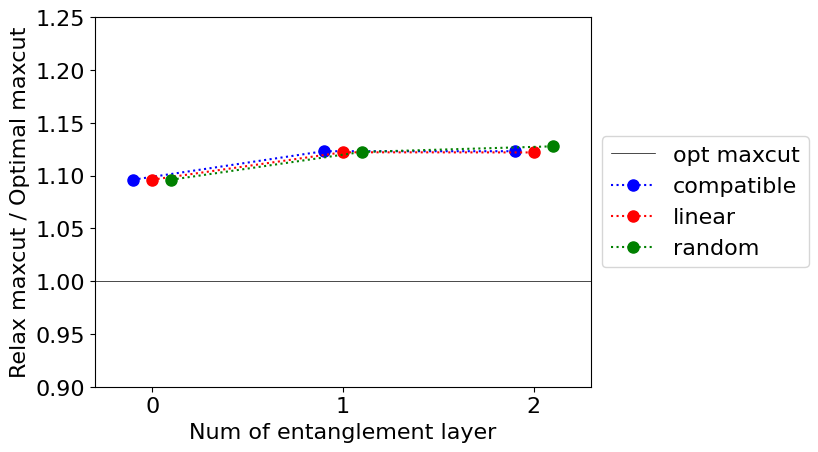 Relax maxcut / Optimal maxcut
1.25
1.20
1.15
1.10
1.05
1.00
0.95
0.90
0
1
2
Num of entanglement layer
opt maxcut
compatible
linear
random